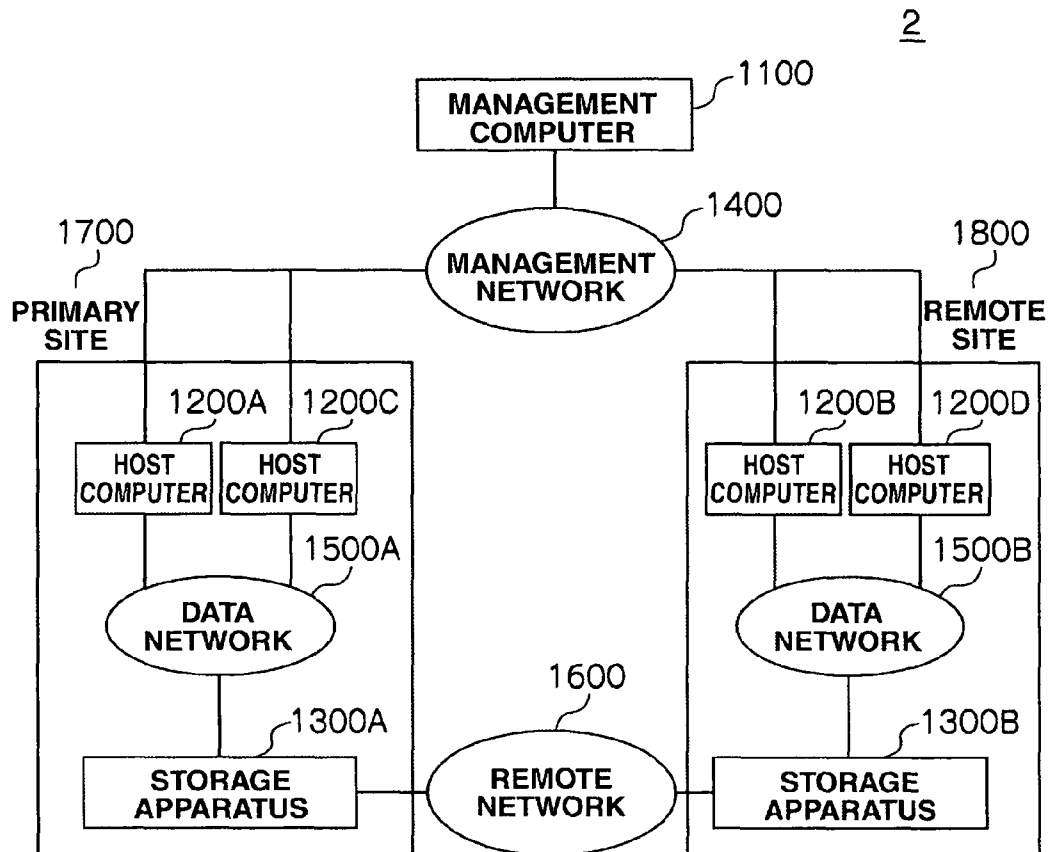 2
1100
MANAGEMENT
COMPUTER
1400
1700
1800
MANAGEMENT
NETWORK
PRIMARY
SITE
REMOTE
SITE
1200A
1200C
1200B
1200D
HOST
COMPUTER
HOST
COMPUTER
HOST
COMPUTER
HOST
COMPUTER
1500A
1500B
DATA
NETWORK
DATA
NETWORK
1600
1300A
1300B
STORAGE
APPARATUS
REMOTE
NETWORK
STORAGE
APPARATUS